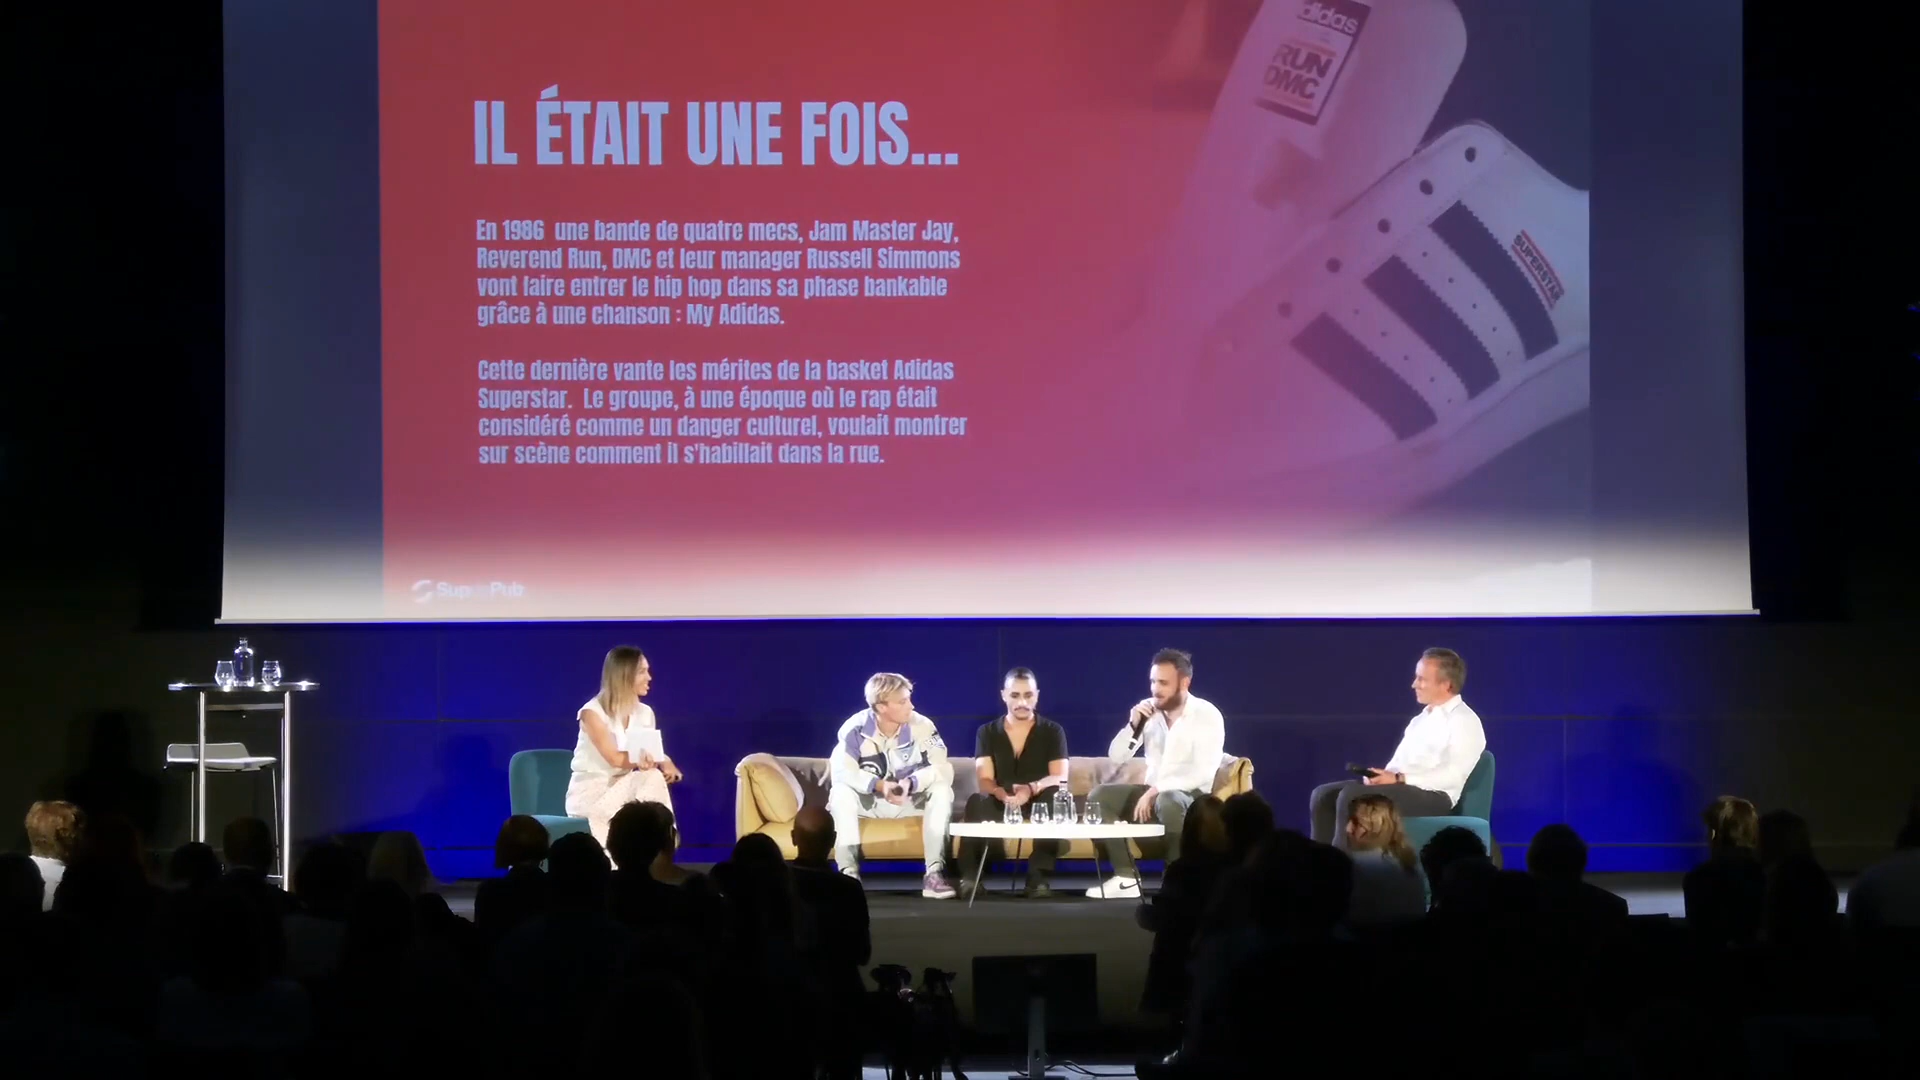 IL ÉTAIT UNE FOIS...
En 1986 une bande de quatre mecs, Jam Master Jay,
Reverend Run, DMC et leur manager Russell Simmons
vont faire entrer le hip hop dans sa phase bankable
grâce à une chanson : My Adidas.
Cette dernière vante les mérites de la basket Adidas
Superstar. Le groupe, à une époque où le rap était
considéré comme un danger culturel, voulait montrer
sur scène comment il s'habillait dans la rue.
adidas
RUN
DMC
SUPERSTAR
SuperPub